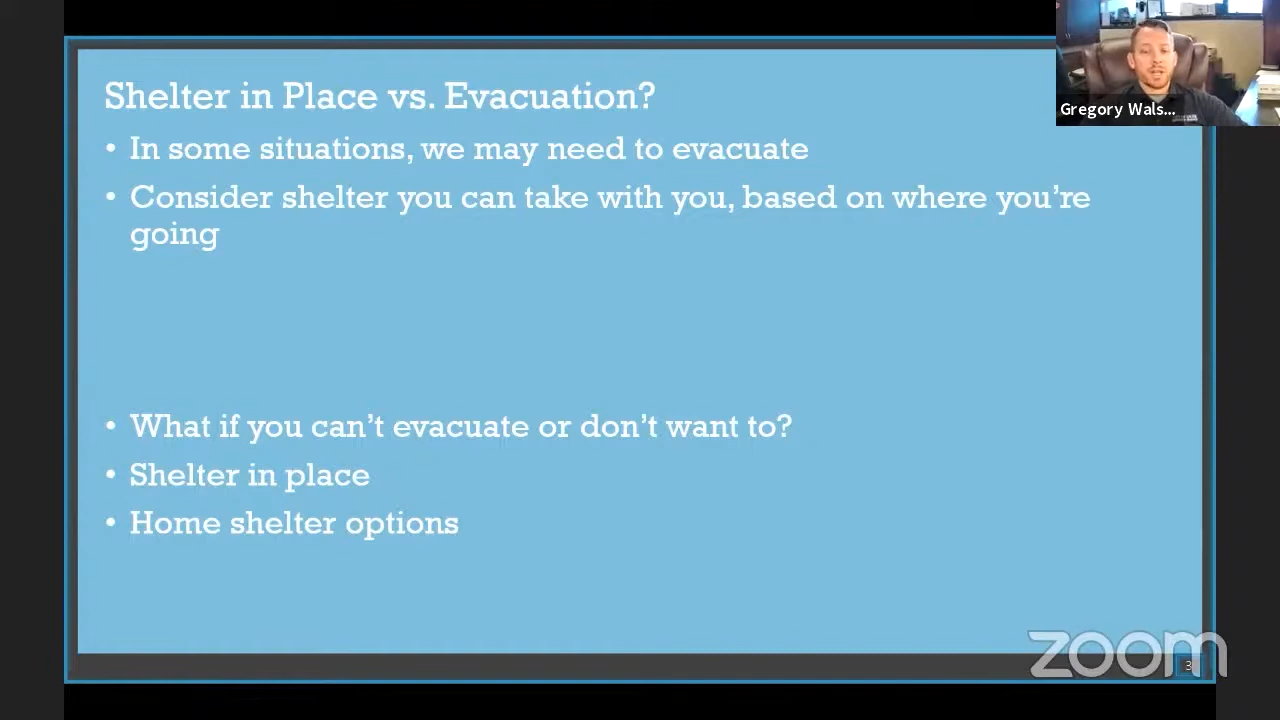 Shelter in Place vs. Evacuation?
• In some situations, we may need to evacuate
• Consider shelter you can take with you, based on where you’re
going
• What if you can’t evacuate or don’t want to?
• Shelter in place
• Home shelter options
Gregory Wals...
zoom
3